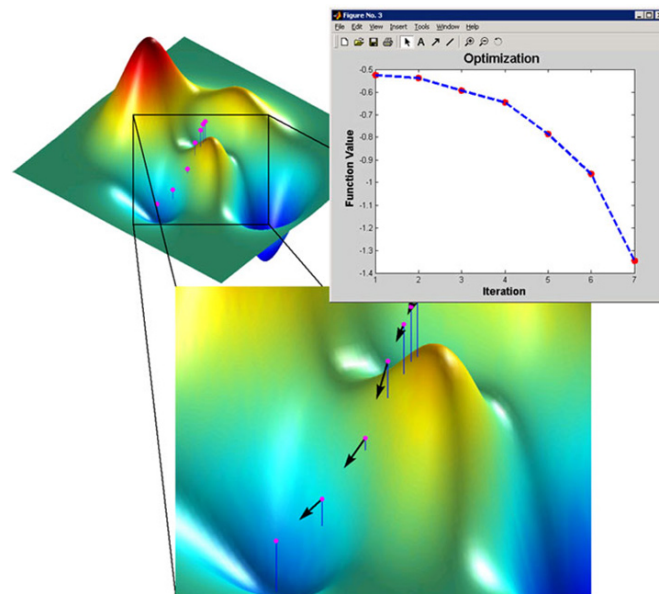 Figure No. 3
File Edit View Insert Tools Window Help
A
Optimization
-0.5
-0.6
-0.7
-0.8
-0.9
-1
-1.1
-1.2
-1.3
-1.4
Function Value
1 2 3 4 5 6 7
Iteration